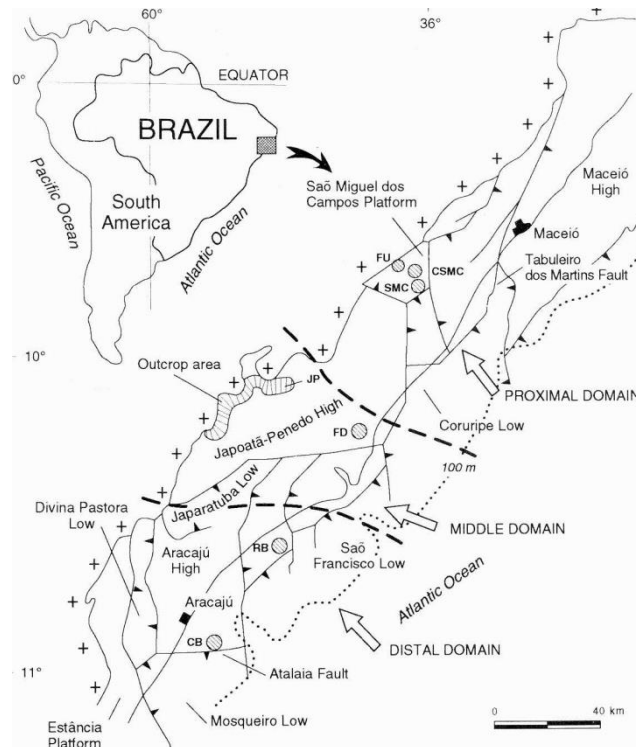 60°
36°
0°
EQUATOR
BRAZIL
Pacific Ocean
South
America
Atlantic Ocean
Saõ Miguel dos
Campos Platform
Maceió
High
Maceió
FU
CSMC
SMC
Tabuleiro
dos Martins Fault
10°
Outcrop area
JP
PROXIMAL DOMAIN
Japoatã-Penedo High
FD
Coruripe Low
100 m
Japaratuba Low
Divina Pastora
Low
MIDDLE DOMAIN
Aracajú
High
RB
Saõ
Francisco Low
Atlantic Ocean
Aracajú
CB
DISTAL DOMAIN
11°
Atalaia Fault
Estância
Platform
Mosqueiro Low
0
40 km